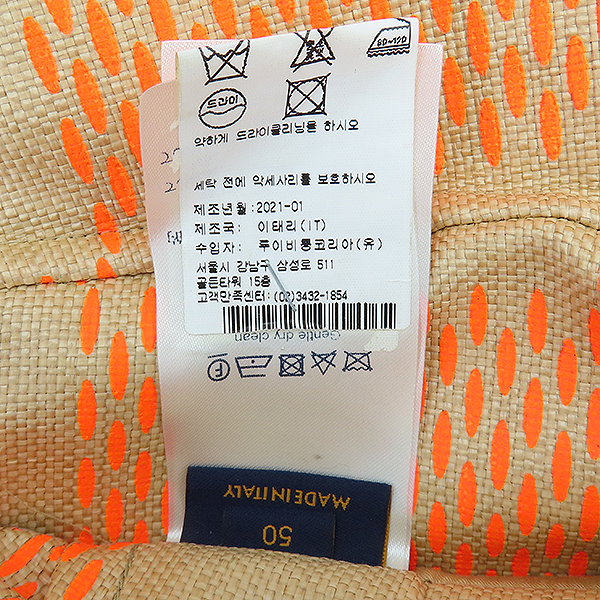 80~120
드라이
약하게 드라이클리닝을 하시오
세탁 전에 악세사리를 보호하시오
제조년월:2021-01
제조국: 이태리(IT)
수입자: 루이비통코리아(유)
서울시 강남구 삼성로 511
골든타워 15층
고객만족센터:(02)3432-1854
Gentle dry clean
F
MADE IN ITALY
50